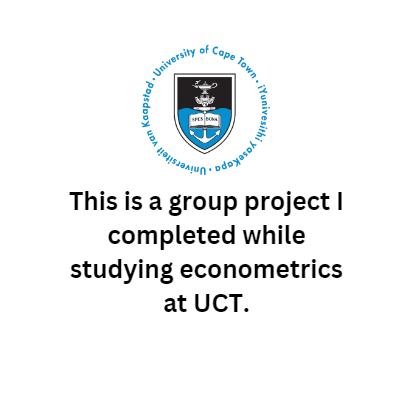 University of Cape Town · iYunivesithi yaseKapa · Universiteit van Kaapstad ·
SPES BONA
This is a group project I
completed while
studying econometrics
at UCT.